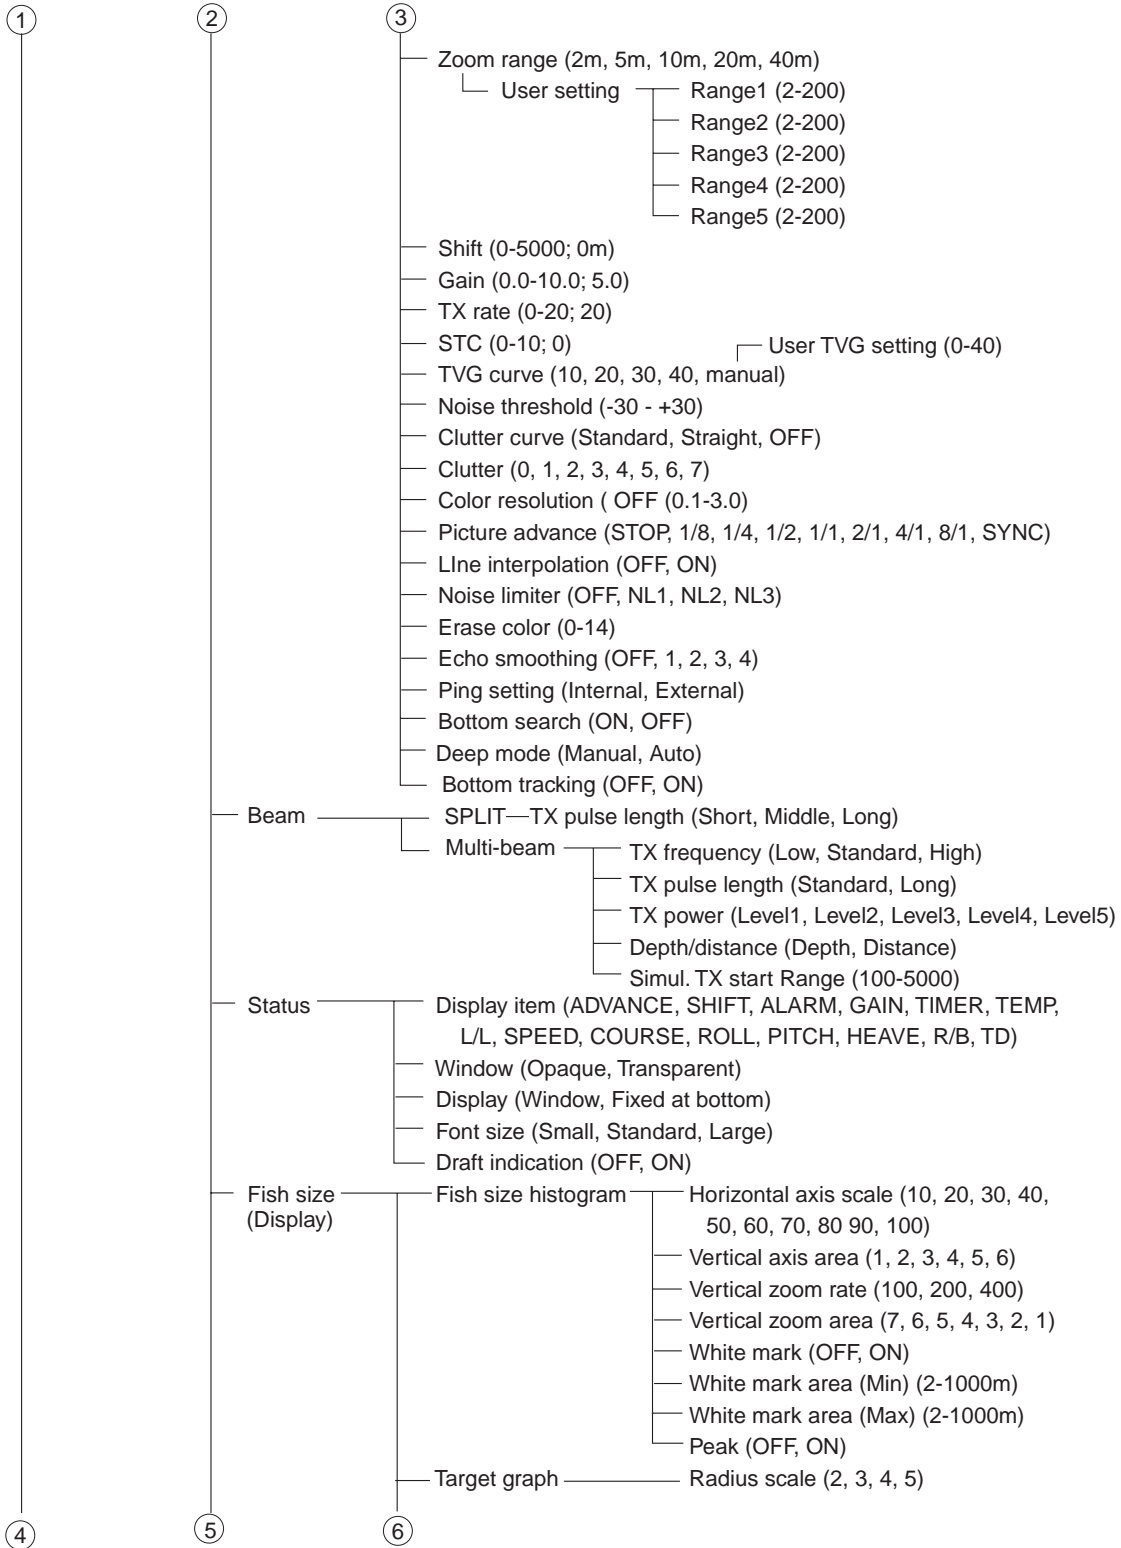 1 2 3
Zoom range (2m, 5m, 10m, 20m, 40m)
User setting Range1 (2-200)
Range2 (2-200)
Range3 (2-200)
Range4 (2-200)
Range5 (2-200)
Shift (0-5000; 0m)
Gain (0.0-10.0; 5.0)
TX rate (0-20; 20)
STC (0-10; 0) User TVG setting (0-40)
TVG curve (10, 20, 30, 40, manual)
Noise threshold (-30 - +30)
Clutter curve (Standard, Straight, OFF)
Clutter (0, 1, 2, 3, 4, 5, 6, 7)
Color resolution ( OFF (0.1-3.0)
Picture advance (STOP, 1/8, 1/4, 1/2, 1/1, 2/1, 4/1, 8/1, SYNC)
LIne interpolation (OFF, ON)
Noise limiter (OFF, NL1, NL2, NL3)
Erase color (0-14)
Echo smoothing (OFF, 1, 2, 3, 4)
Ping setting (Internal, External)
Bottom search (ON, OFF)
Deep mode (Manual, Auto)
Bottom tracking (OFF, ON)
Beam SPLIT TX pulse length (Short, Middle, Long)
Multi-beam TX frequency (Low, Standard, High)
TX pulse length (Standard, Long)
TX power (Level1, Level2, Level3, Level4, Level5)
Depth/distance (Depth, Distance)
Simul. TX start Range (100-5000)
Status Display item (ADVANCE, SHIFT, ALARM, GAIN, TIMER, TEMP,
L/L, SPEED, COURSE, ROLL, PITCH, HEAVE, R/B, TD)
Window (Opaque, Transparent)
Display (Window, Fixed at bottom)
Font size (Small, Standard, Large)
Draft indication (OFF, ON)
Fish size Fish size histogram Horizontal axis scale (10, 20, 30, 40,
(Display) 50, 60, 70, 80 90, 100)
Vertical axis area (1, 2, 3, 4, 5, 6)
Vertical zoom rate (100, 200, 400)
Vertical zoom area (7, 6, 5, 4, 3, 2, 1)
White mark (OFF, ON)
White mark area (Min) (2-1000m)
White mark area (Max) (2-1000m)
Peak (OFF, ON)
Target graph Radius scale (2, 3, 4, 5)
4 5 6